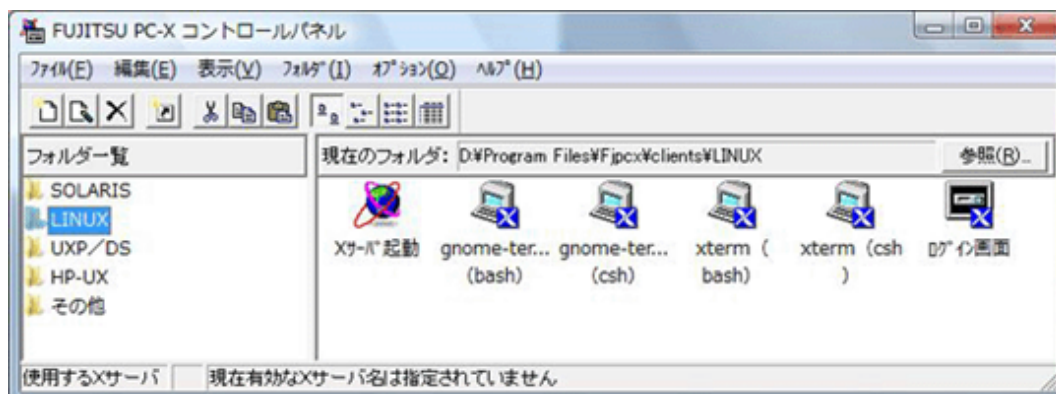 FUJITSU PC-X コントロールパネル
ﾌｧｲﾙ(F) 編集(E) 表示(V) ﾌｫﾙﾀﾞ(I) ｵﾌﾟｼｮﾝ(O) ﾍﾙﾌﾟ(H)
フォルダ一覧
現在のフォルダ: D:¥Program Files¥Fjpcx¥clients¥LINUX 参照(R)...
SOLARIS
LINUX
UXP／DS
HP-UX
その他
Xｻｰﾊﾞ起動
gnome-ter...
(bash)
gnome-ter...
(csh)
xterm (
bash)
xterm (csh
)
ﾛｸﾞｲﾝ画面
使用するXサーバ 現在有効なXサーバ名は指定されていません